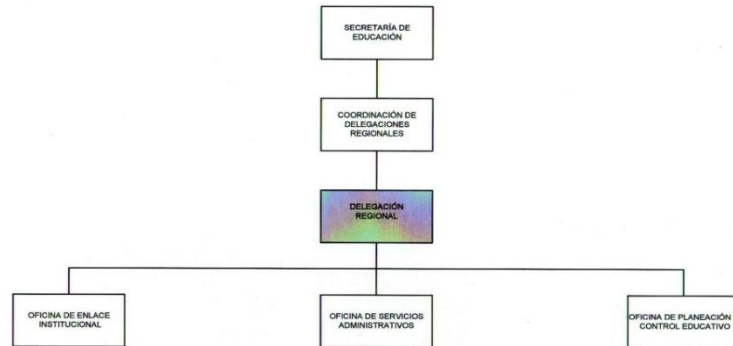 SECRETARÍA DE
EDUCACIÓN
COORDINACIÓN DE
DELEGACIONES
REGIONALES
DELEGACIÓN
REGIONAL
OFICINA DE ENLACE
INSTITUCIONAL
OFICINA DE SERVICIOS
ADMINISTRATIVOS
OFICINA DE PLANEACIÓN
CONTROL EDUCATIVO